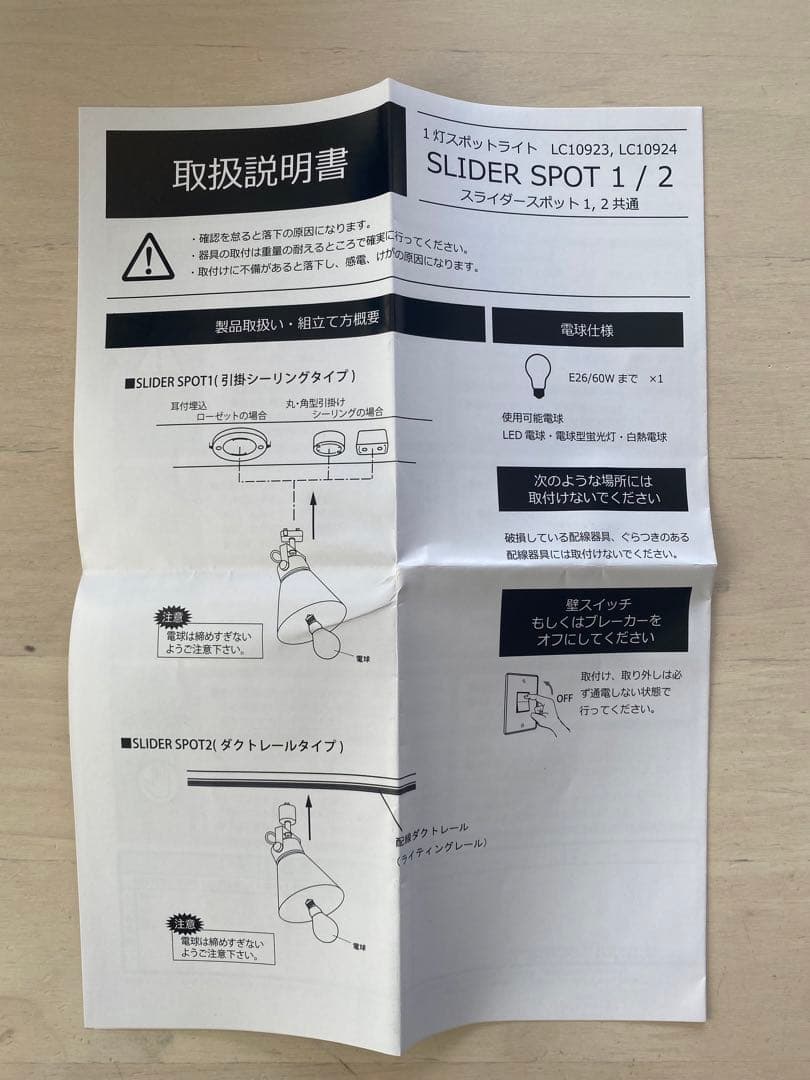 取扱説明書
1灯スポットライト LC10923, LC10924
SLIDER SPOT 1 / 2
スライダースポット1, 2 共通
・確認を怠ると落下の原因になります。
・器具の取付は重量の耐えるところで確実に行ってください。
・取付けに不備があると落下し、感電、けがの原因になります。
製品取扱い・組立て方概要
■SLIDER SPOT1( 引掛シーリングタイプ )
耳付埋込
ローゼットの場合
丸・角型引掛け
シーリングの場合
注意
電球は締めすぎない
ようご注意下さい。
電球
■SLIDER SPOT2( ダクトレールタイプ )
配線ダクトレール
(ライティングレール)
注意
電球は締めすぎない
ようご注意下さい。
電球
電球仕様
E26/60W まで ×1
使用可能電球
LED 電球・電球型蛍光灯・白熱電球
次のような場所には
取付けないでください
破損している配線器具、ぐらつきのある
配線器具には取付けないでください。
壁スイッチ
もしくはブレーカーを
オフにしてください
OFF
取付け、取り外しは必
ず通電しない状態で
行ってください。